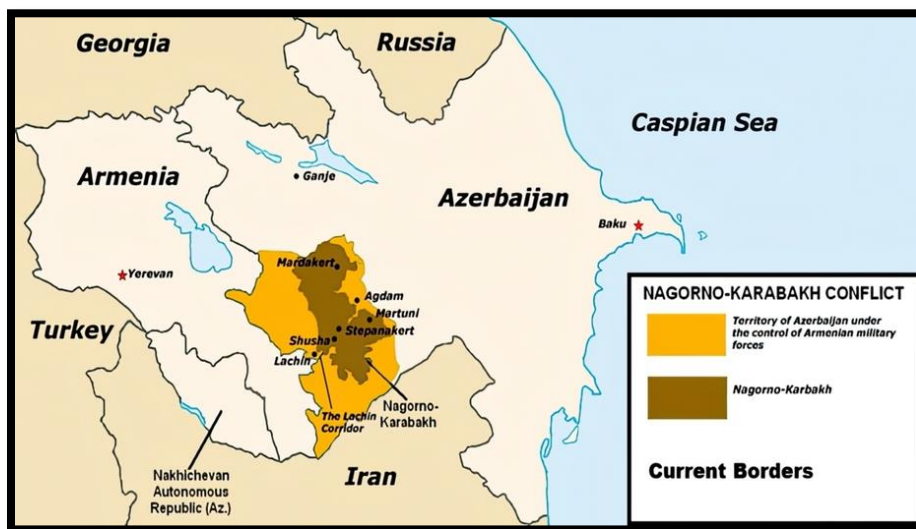 Georgia
Russia
Caspian Sea
Armenia
Ganje
Azerbaijan
Baku
Mardakert
Yerevan
Agdam
Martuni
Stepanakert
Shusha
Lachin
Turkey
The Lachin
Corridor
Nagorno-
Karabakh
Nakhichevan
Autonomous
Republic (Az.)
Iran
NAGORNO-KARABAKH CONFLICT
Territory of Azerbaijan under
the control of Armenian military
forces
Nagorno-Karbakh
Current Borders